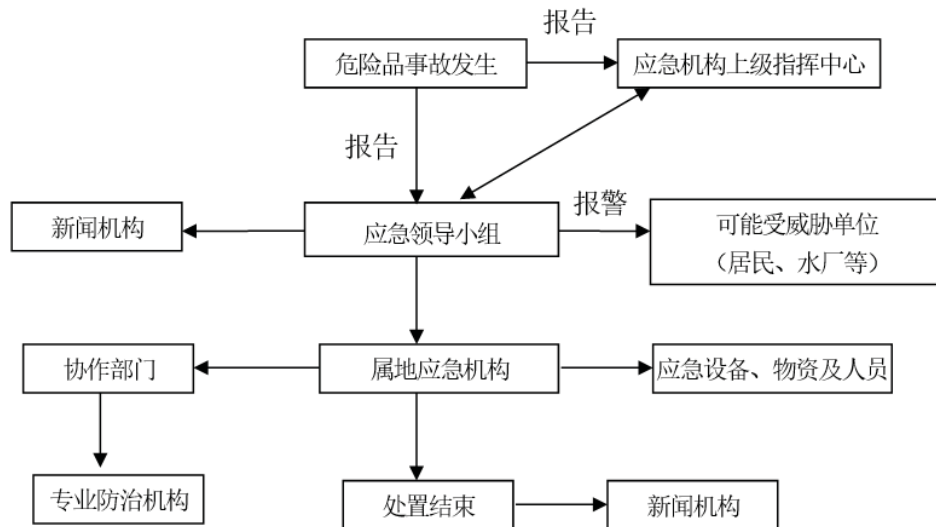 报告
危险品事故发生
应急机构上级指挥中心
报告
报警
新闻机构
应急领导小组
可能受威胁单位
（居民、水厂等）
协作部门
属地应急机构
应急设备、物资及人员
专业防治机构
处置结束
新闻机构